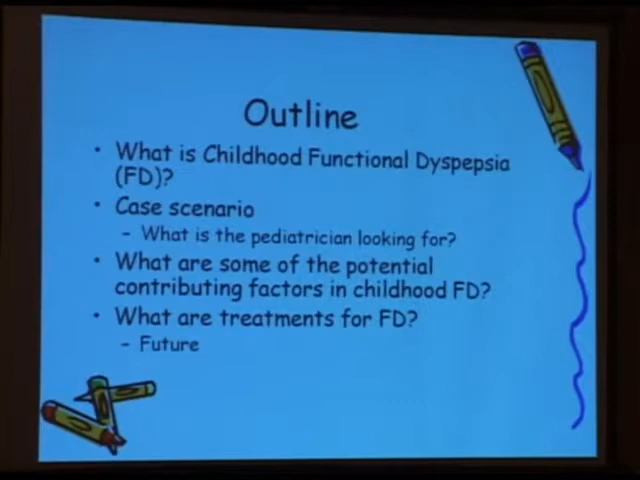 Outline
• What is Childhood Functional Dyspepsia
(FD)?
• Case scenario
– What is the pediatrician looking for?
• What are some of the potential
contributing factors in childhood FD?
• What are treatments for FD?
– Future